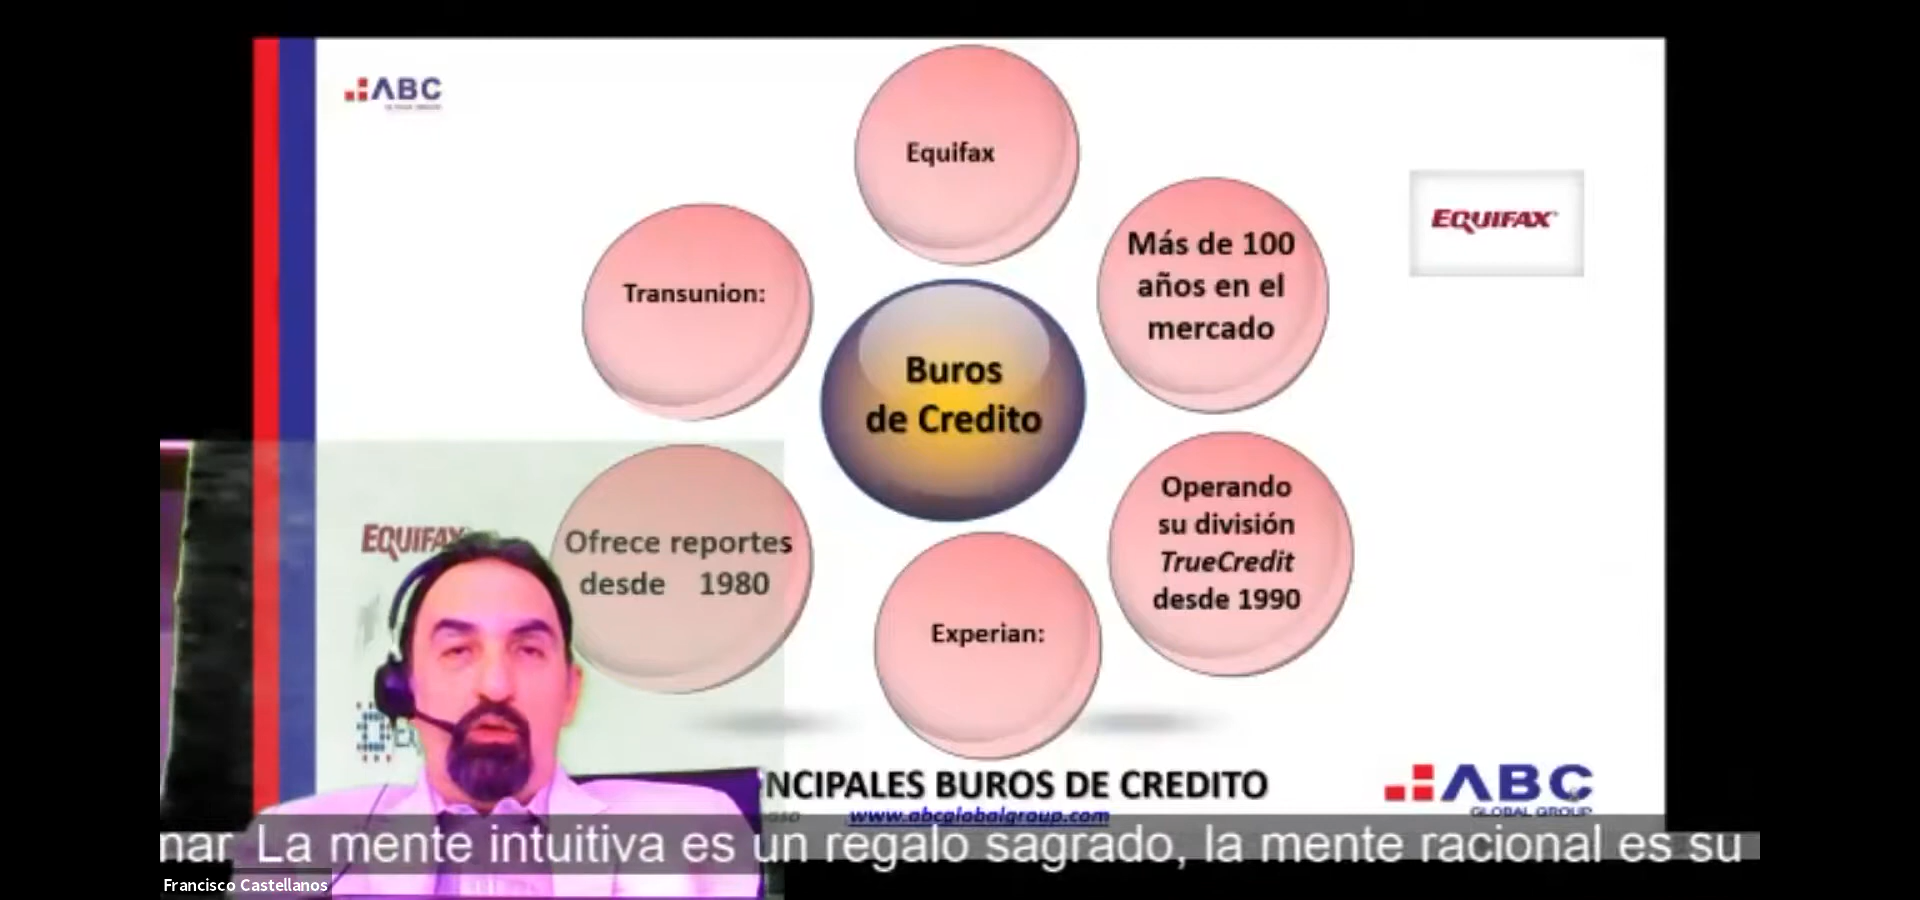 ABC
Equifax
EQUIFAX
Más de 100
años en el
mercado
Transunion:
Buros
de Credito
Operando
su división
TrueCredit
desde 1990
EQUIFAX
Ofrece reportes
desde 1980
Experian:
NCIPALES BUROS DE CREDITO
www.abcglobalgroup.com
ABC
GLOBAL GROUP
mar. La mente intuitiva es un regalo sagrado, la mente racional es su
Francisco Castellanos